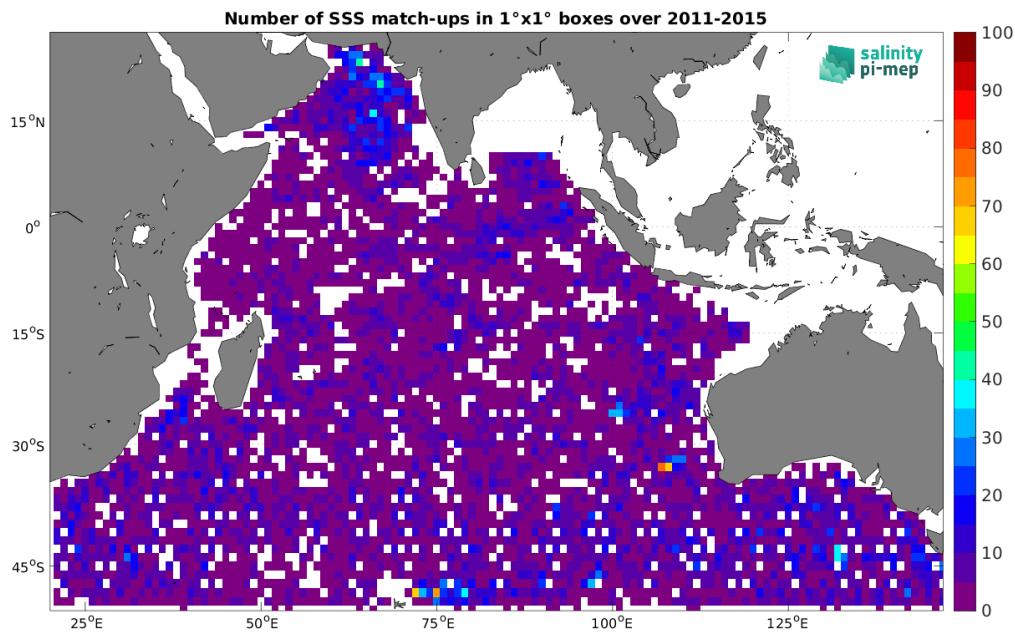 Number of SSS match-ups in 1°x1° boxes over 2011-2015
salinity
pi-mep
15°N
0°
15°S
30°S
45°S
25°E
50°E
75°E
100°E
125°E
100
90
80
70
60
50
40
30
20
10
0